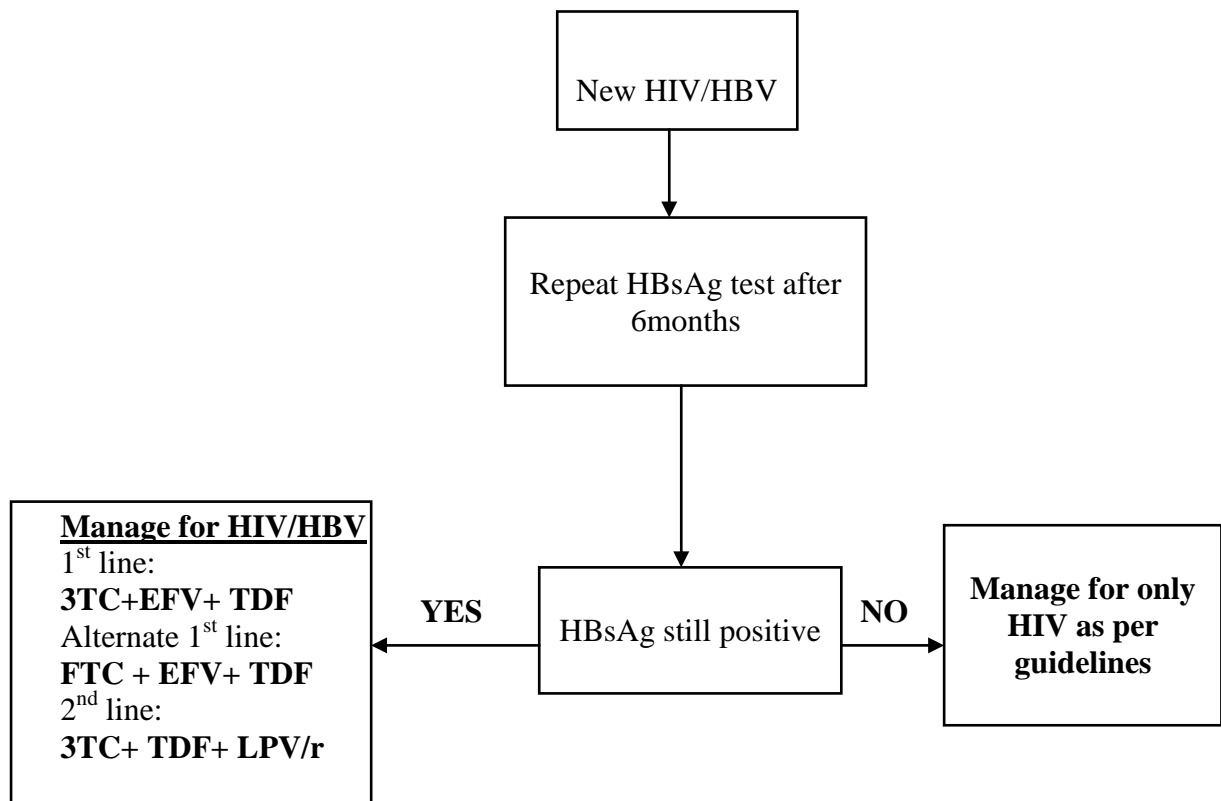 New HIV/HBV
Repeat HBsAg test after
6months
HBsAg still positive
YES
NO
Manage for HIV/HBV
1st line:
3TC+EFV+ TDF
Alternate 1st line:
FTC + EFV+ TDF
2nd line:
3TC+ TDF+ LPV/r
Manage for only
HIV as per
guidelines